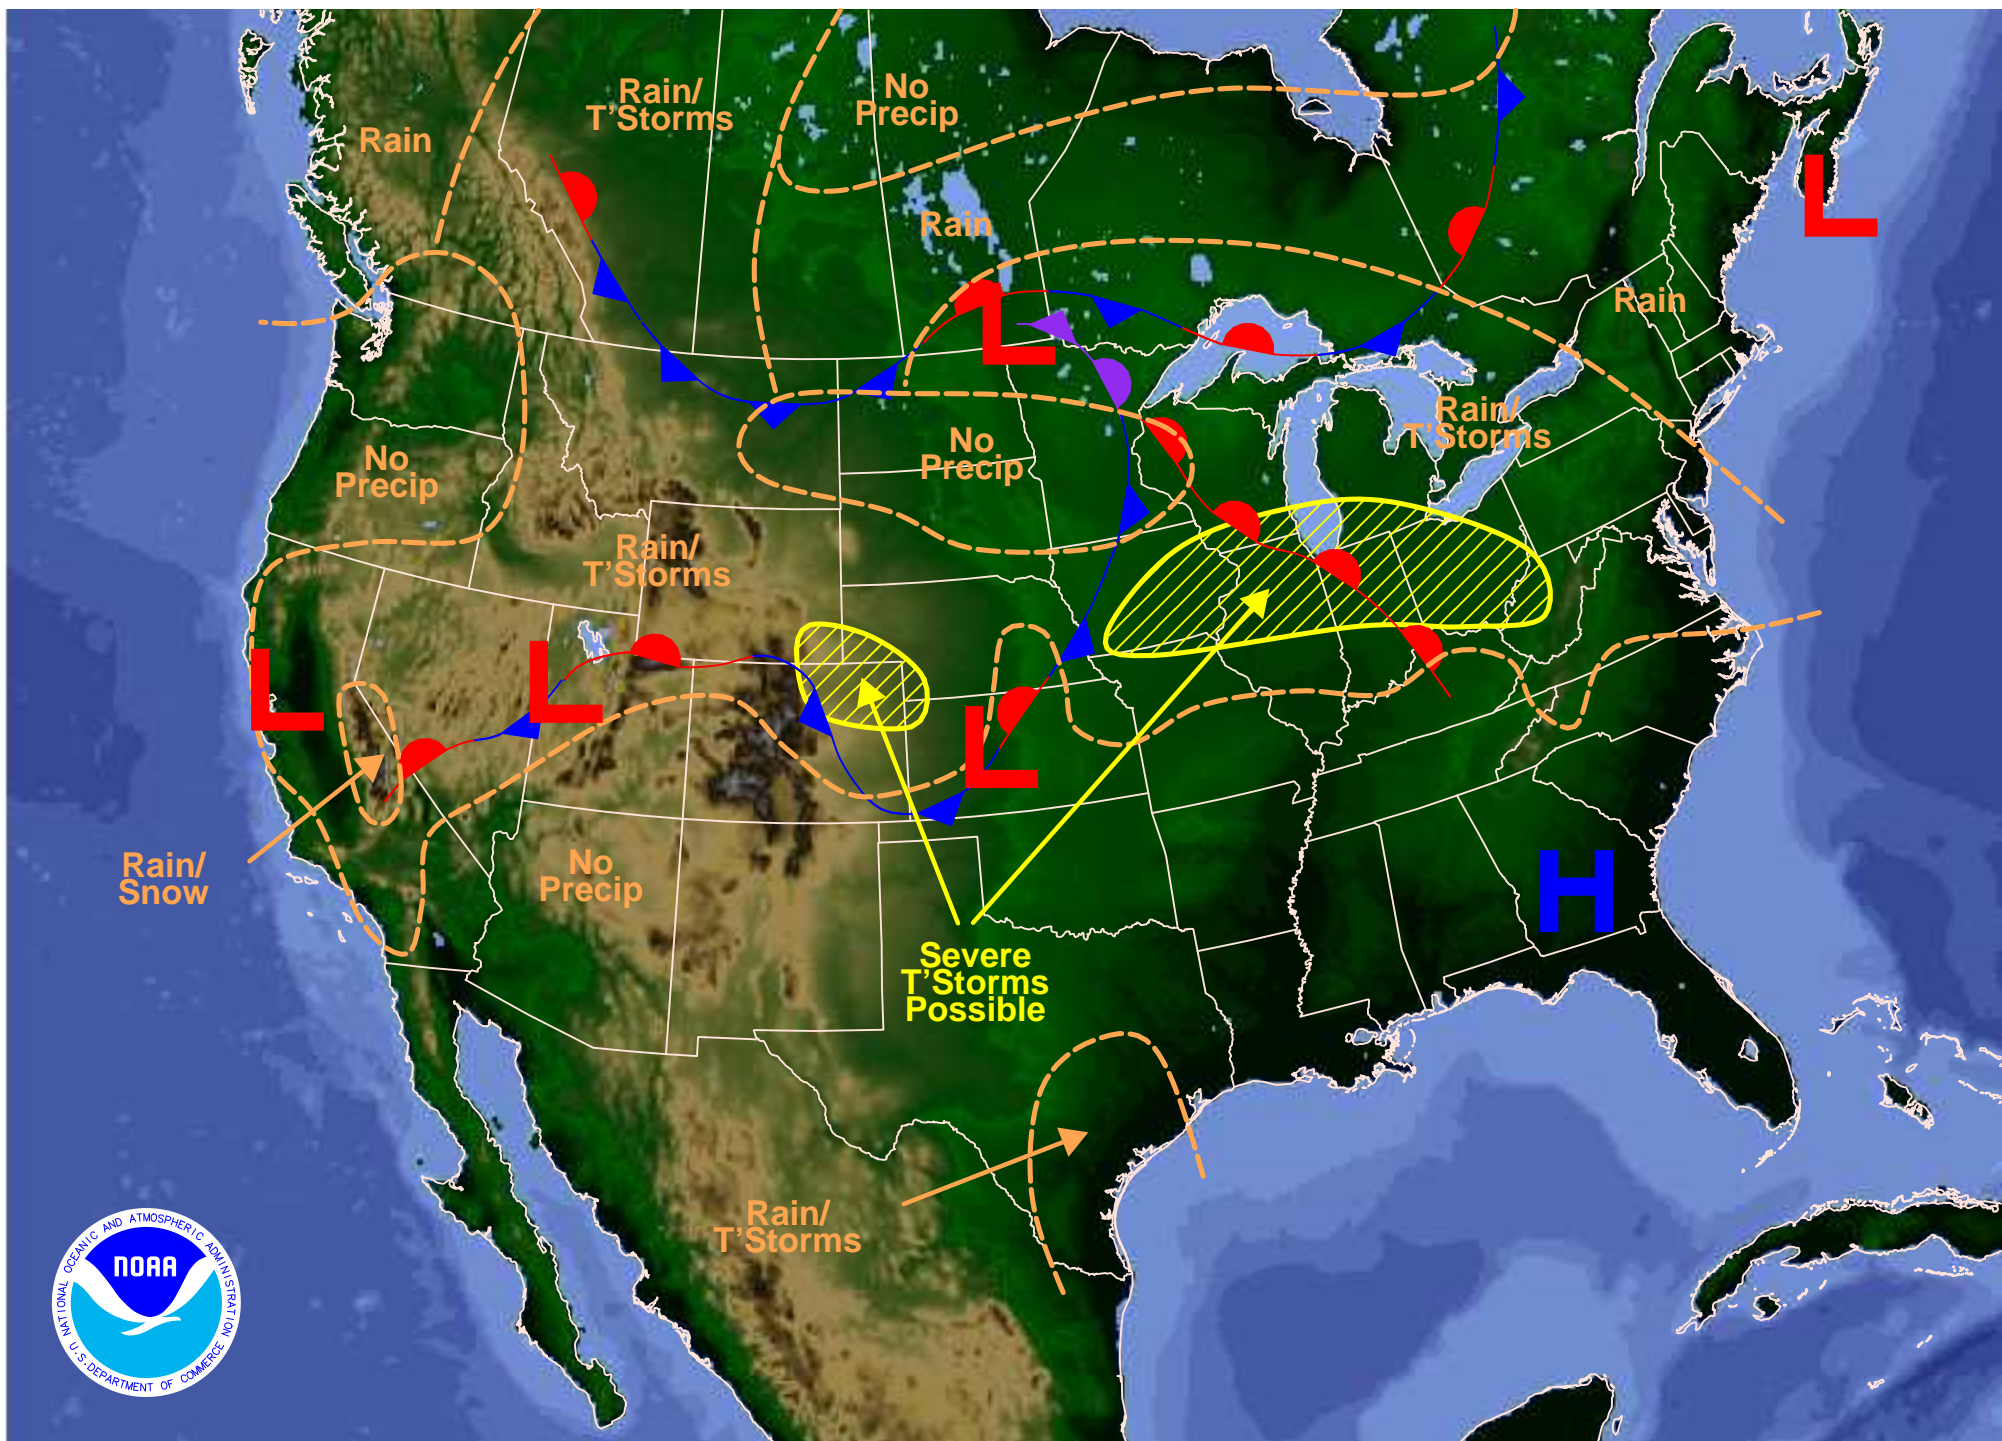 Rain/
T'Storms
No
Precip
Rain
Rain
L
L
Rain
Rain/
T'Storms
No
Precip
No
Precip
Rain/
T'Storms
L
L
L
Rain/
Snow
No
Precip
H
Severe
T'Storms
Possible
Rain/
T'Storms
NATIONAL OCEANIC AND ATMOSPHERIC ADMINISTRATION
NOAA
U.S. DEPARTMENT OF COMMERCE